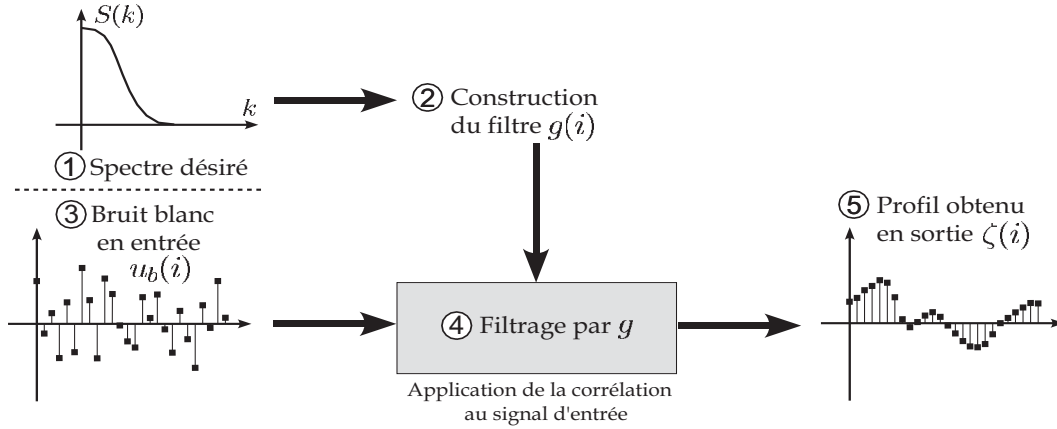 S(k)
k
① Spectre désiré
② Construction
du filtre g(i)
③ Bruit blanc
en entrée
u_b(i)
④ Filtrage par g
Application de la corrélation
au signal d'entrée
⑤ Profil obtenu
en sortie ζ(i)